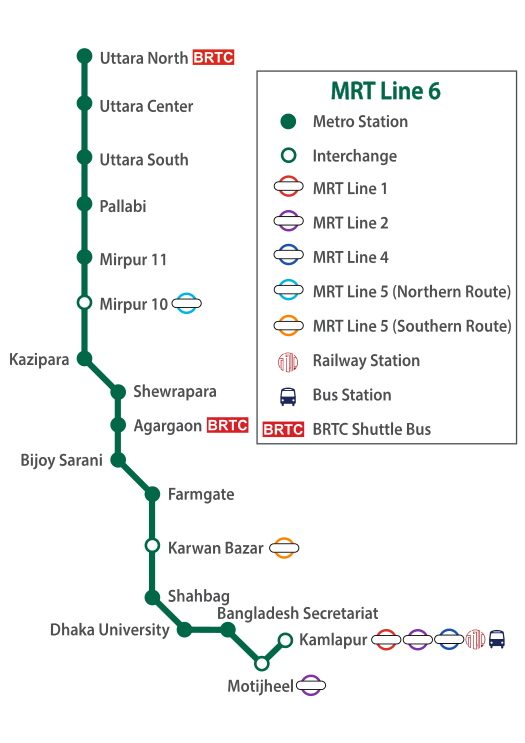 Uttara North BRTC
Uttara Center
Uttara South
Pallabi
Mirpur 11
Mirpur 10
Kazipara
Shewrapara
Agargaon BRTC
Bijoy Sarani
Farmgate
Karwan Bazar
Shahbag
Bangladesh Secretariat
Dhaka University
Kamlapur
Motijheel
MRT Line 6
Metro Station
Interchange
MRT Line 1
MRT Line 2
MRT Line 4
MRT Line 5 (Northern Route)
MRT Line 5 (Southern Route)
Railway Station
Bus Station
BRTC BRTC Shuttle Bus